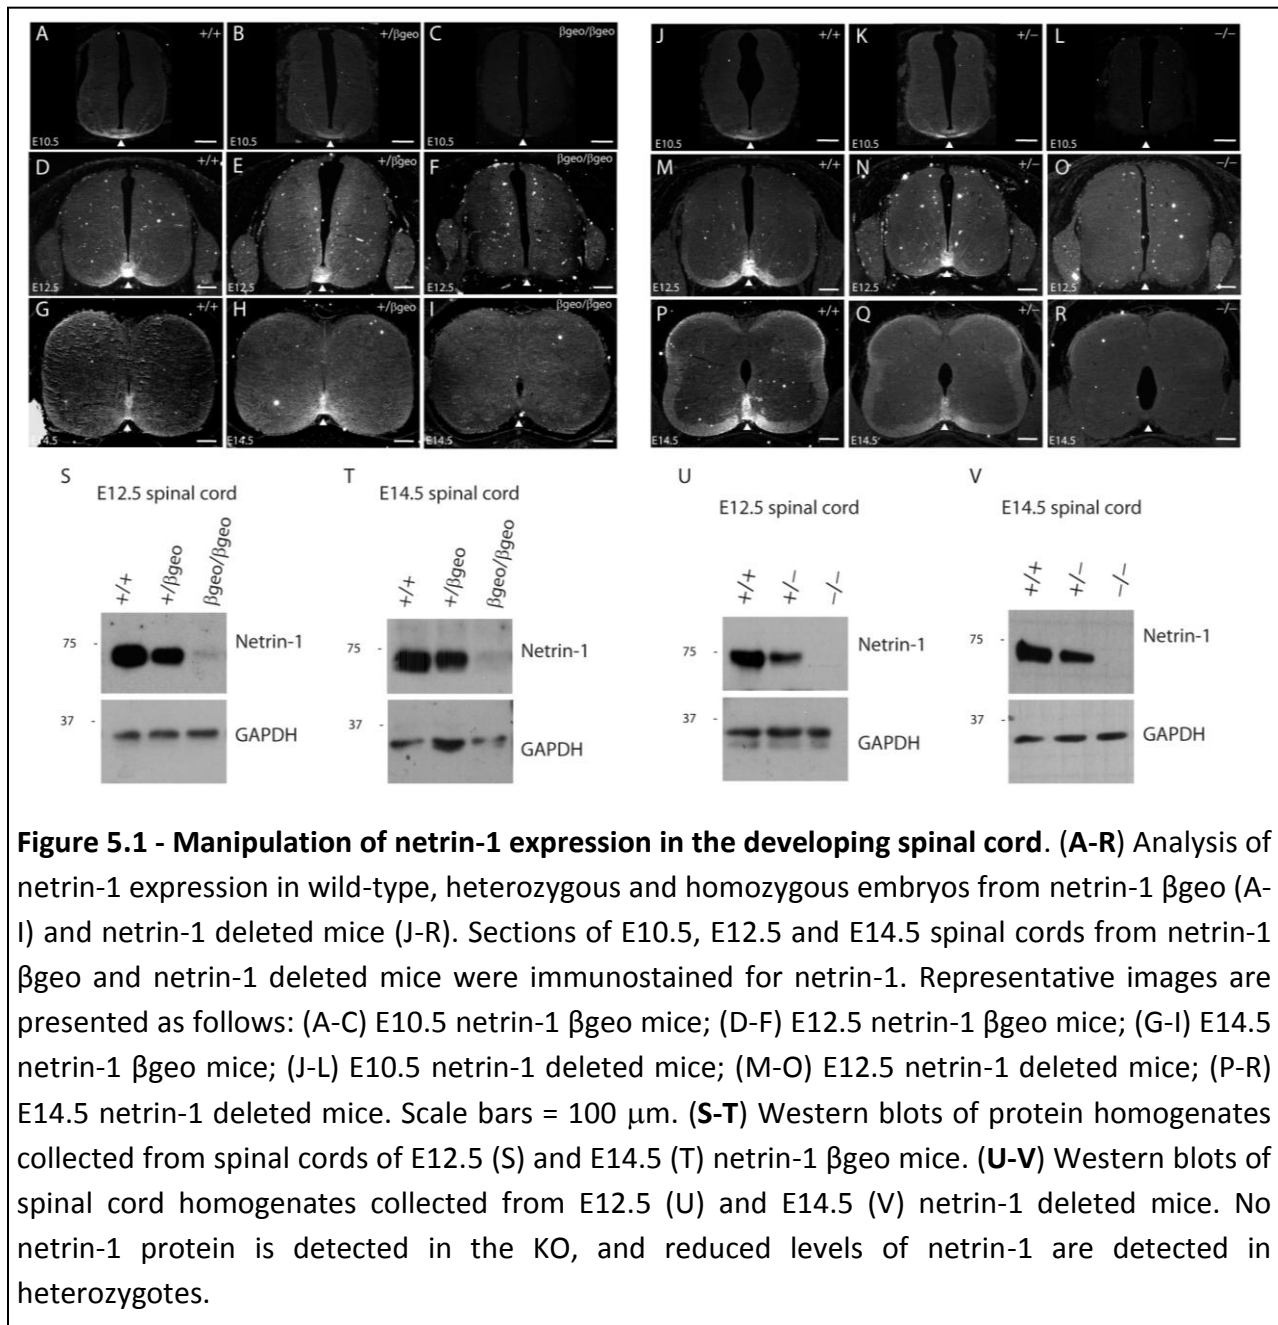 A +/+ B +/βgeo C βgeo/βgeo J +/+ K +/− L −/−
E10.5 E10.5 E10.5 E10.5 E10.5 E10.5
D +/+ E +/βgeo F βgeo/βgeo M +/+ N +/− O −/−
E12.5 E12.5 E12.5 E12.5 E12.5 E12.5
G +/+ H +/βgeo I βgeo/βgeo P +/+ Q +/− R −/−
E14.5 E14.5 E14.5 E14.5 E14.5 E14.5
S T U V
E12.5 spinal cord E14.5 spinal cord E12.5 spinal cord E14.5 spinal cord
+/+ +/βgeo βgeo/βgeo +/+ +/βgeo βgeo/βgeo +/+ +/− −/− +/+ +/− −/−
75 - Netrin-1 75 - Netrin-1 75 - Netrin-1 75 - Netrin-1
37 - GAPDH 37 - GAPDH 37 - GAPDH 37 - GAPDH
Figure 5.1 - Manipulation of netrin-1 expression in the developing spinal cord. (A-R) Analysis of
netrin-1 expression in wild-type, heterozygous and homozygous embryos from netrin-1 βgeo (A-
I) and netrin-1 deleted mice (J-R). Sections of E10.5, E12.5 and E14.5 spinal cords from netrin-1
βgeo and netrin-1 deleted mice were immunostained for netrin-1. Representative images are
presented as follows: (A-C) E10.5 netrin-1 βgeo mice; (D-F) E12.5 netrin-1 βgeo mice; (G-I) E14.5
netrin-1 βgeo mice; (J-L) E10.5 netrin-1 deleted mice; (M-O) E12.5 netrin-1 deleted mice; (P-R)
E14.5 netrin-1 deleted mice. Scale bars = 100 μm. (S-T) Western blots of protein homogenates
collected from spinal cords of E12.5 (S) and E14.5 (T) netrin-1 βgeo mice. (U-V) Western blots of
spinal cord homogenates collected from E12.5 (U) and E14.5 (V) netrin-1 deleted mice. No
netrin-1 protein is detected in the KO, and reduced levels of netrin-1 are detected in
heterozygotes.